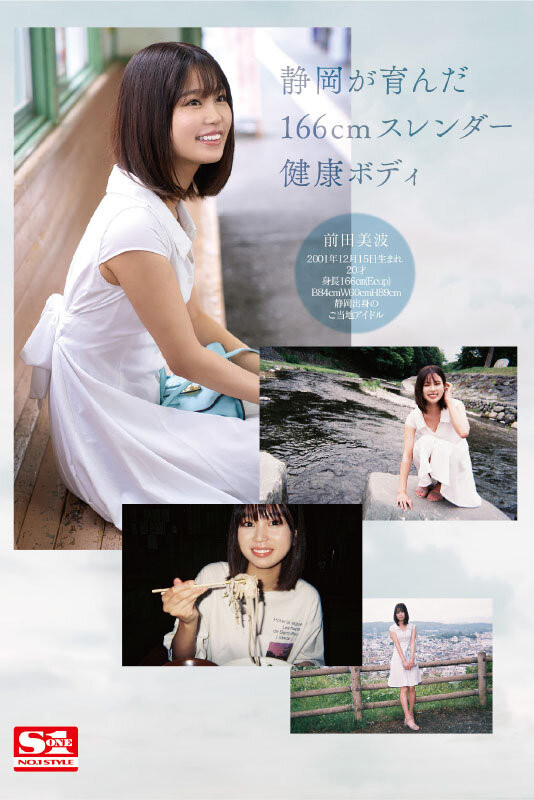 静岡が育んだ
166cmスレンダー
健康ボディ
前田美波
2001年12月15日生まれ
20才
身長166cm(Ecup)
B84cmW60cmH89cm
静岡出身の
ご当地アイドル
S1
ONE
NO.1 STYLE